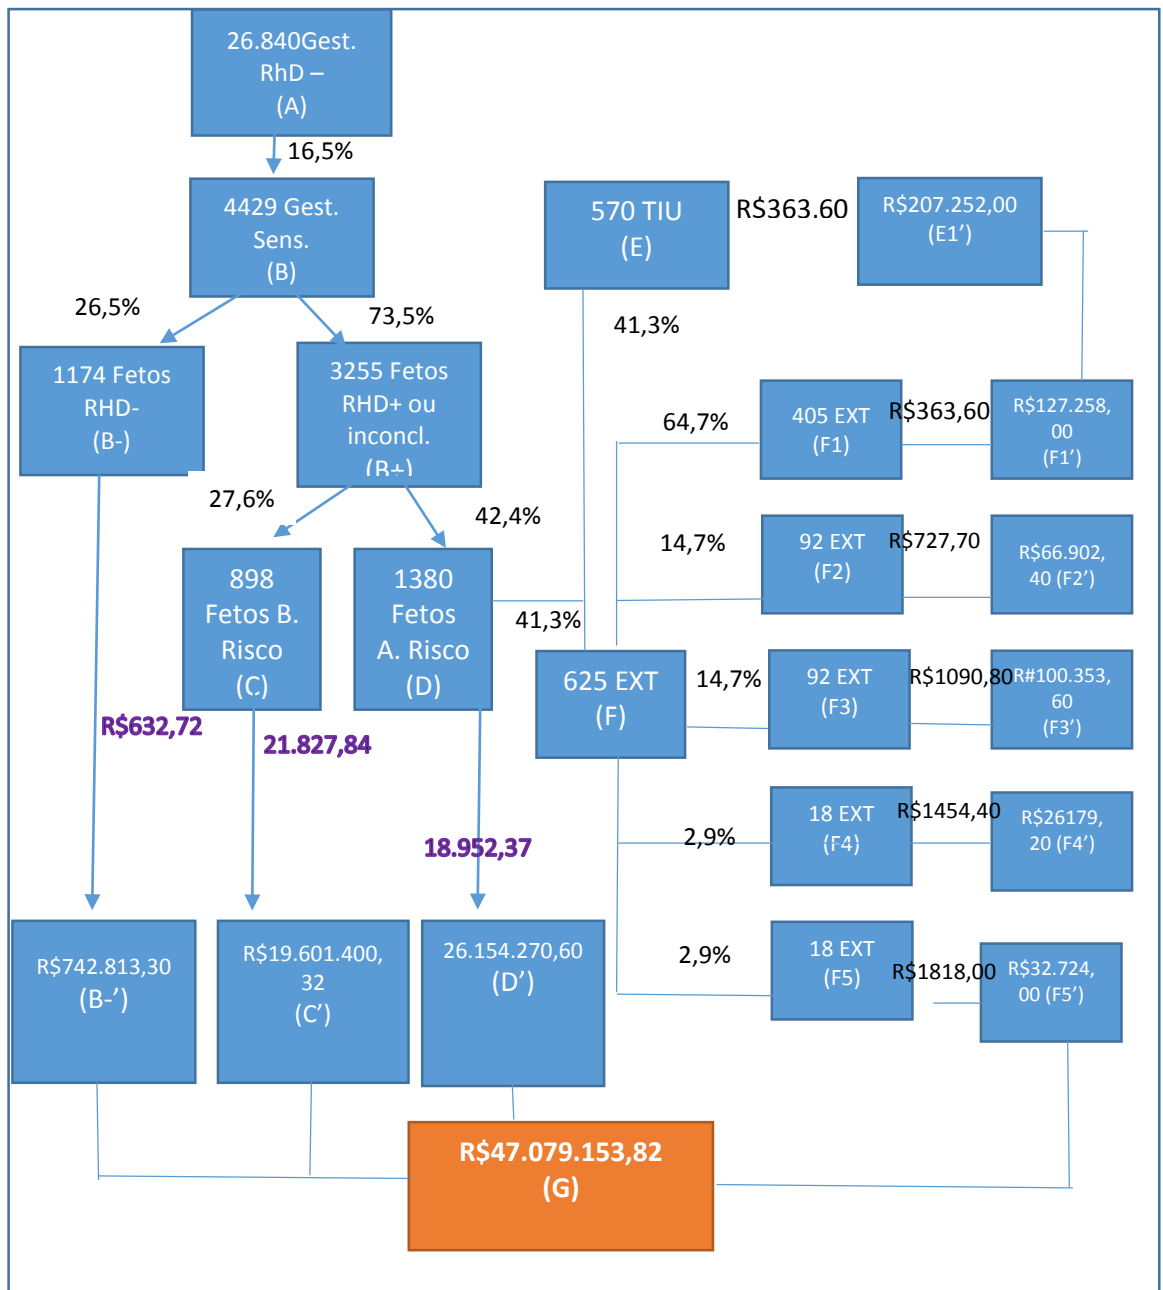 26.840Gest.
RhD –
(A)
16,5%
4429 Gest.
Sens.
(B)
26,5%
73,5%
1174 Fetos
RHD-
(B-)
3255 Fetos
RHD+ ou
inconcl.
(B+)
27,6%
42,4%
898
Fetos B.
Risco
(C)
1380
Fetos
A. Risco
(D)
R$632,72
21.827,84
18.952,37
R$742.813,30
(B-’)
R$19.601.400,
32
(C’)
26.154.270,60
(D’)
570 TIU
(E)
R$363.60
R$207.252,00
(E1’)
41,3%
41,3%
625 EXT
(F)
64,7%
405 EXT
(F1)
R$363,60
R$127.258,
00
(F1’)
14,7%
92 EXT
(F2)
R$727,70
R$66.902,
40 (F2’)
14,7%
92 EXT
(F3)
R$1090,80
R#100.353,
60
(F3’)
2,9%
18 EXT
(F4)
R$1454,40
R$26179,
20 (F4’)
2,9%
18 EXT
(F5)
R$1818,00
R$32.724,
00 (F5’)
R$47.079.153,82
(G)